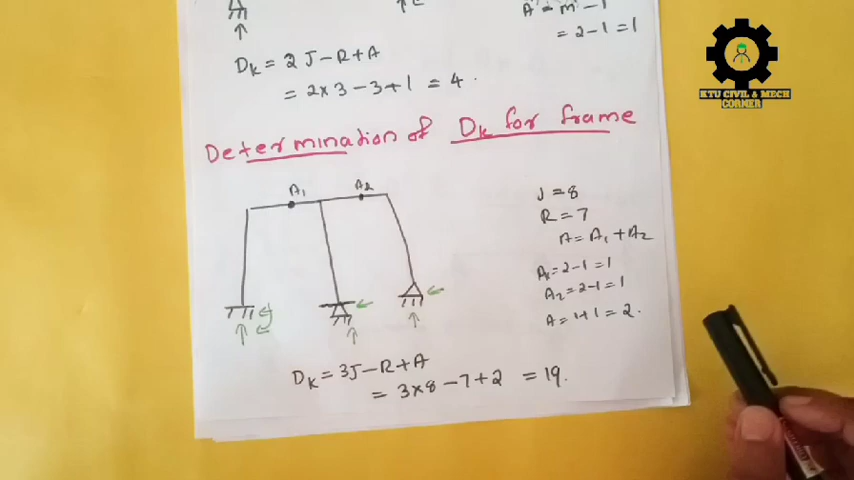 A = m - 1
= 2-1 = 1
Dk = 2J-R+A
= 2×3-3+1 = 4.
KTU CIVIL & MECH
CORNER
Determination of Dk for frame
A1 A2
J = 8
R = 7
A = A1 + A2
A1 = 2-1 = 1
A2 = 2-1 = 1
A = 1+1 = 2.
Dk = 3J-R+A
= 3×8-7+2 = 19.